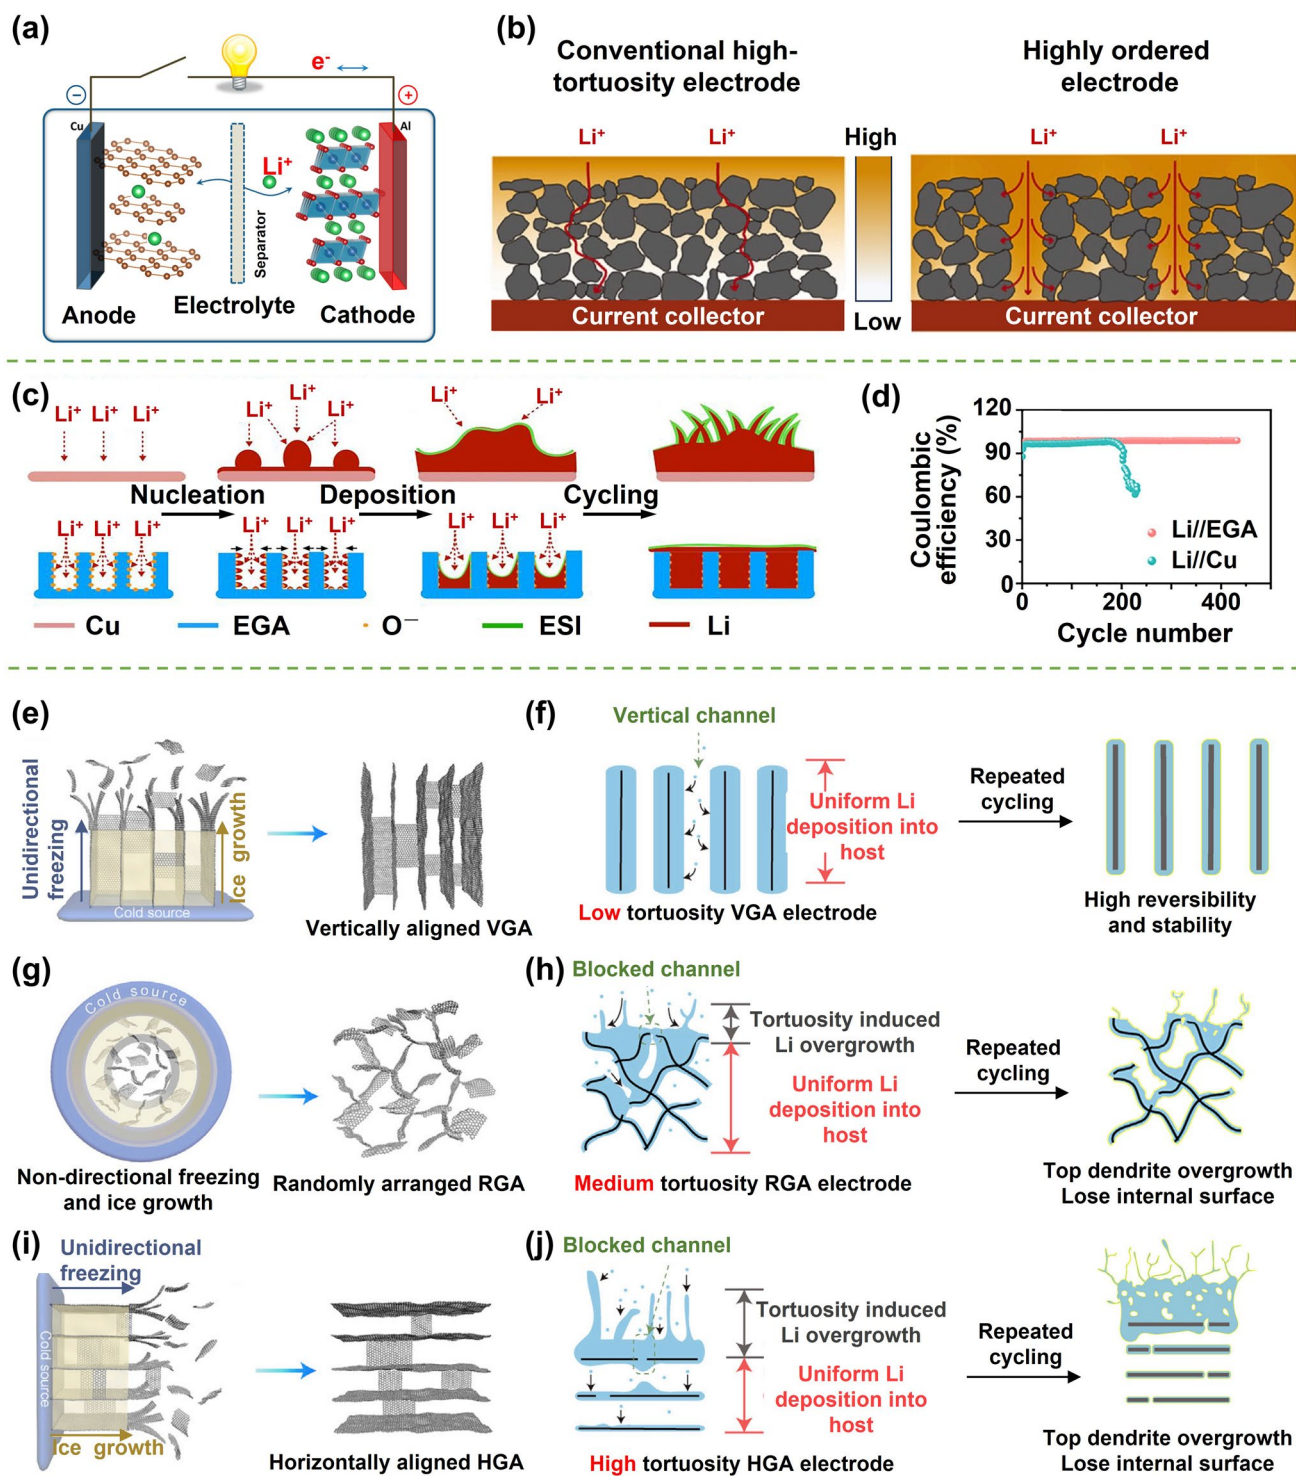 (a)
e-
−
+
Cu
Al
Li+
Separator
Anode
Electrolyte
Cathode
(b)
Conventional high-
tortuosity electrode
Highly ordered
electrode
Li+
Li+
High
Low
Li+
Li+
Current collector
Current collector
(c)
Li+ Li+ Li+
Li+ Li+ Li+
Li+ Li+
Nucleation
Deposition
Cycling
Li+ Li+ Li+
Li+ Li+ Li+
Li+ Li+ Li+
Cu
EGA
O—
ESI
Li
(d)
Coulombic
efficiency (%)
120
90
60
30
0
Li//EGA
Li//Cu
0 200 400
Cycle number
(e)
Unidirectional
freezing
Ice growth
Cold source
Vertically aligned VGA
(f)
Vertical channel
Uniform Li
deposition into
host
Low tortuosity VGA electrode
Repeated
cycling
High reversibility
and stability
(g)
Cold source
Non-directional freezing
and ice growth
Randomly arranged RGA
(h)
Blocked channel
Tortuosity induced
Li overgrowth
Uniform Li
deposition into
host
Medium tortuosity RGA electrode
Repeated
cycling
Top dendrite overgrowth
Lose internal surface
(i)
Unidirectional
freezing
Cold source
Ice growth
Horizontally aligned HGA
(j)
Blocked channel
Tortuosity induced
Li overgrowth
Uniform Li
deposition into
host
High tortuosity HGA electrode
Repeated
cycling
Top dendrite overgrowth
Lose internal surface